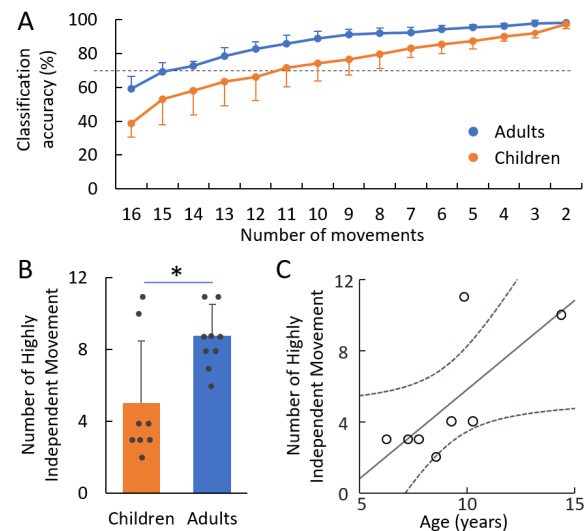 A
Classification
accuracy (%)
100
80
60
40
20
0
Adults
Children
16 15 14 13 12 11 10 9 8 7 6 5 4 3 2
Number of movements
B
Number of Highly
Independent Movement
12
8
4
0
*
Children Adults
C
Number of Highly
Independent Movement
12
8
4
0
5 10 15
Age (years)